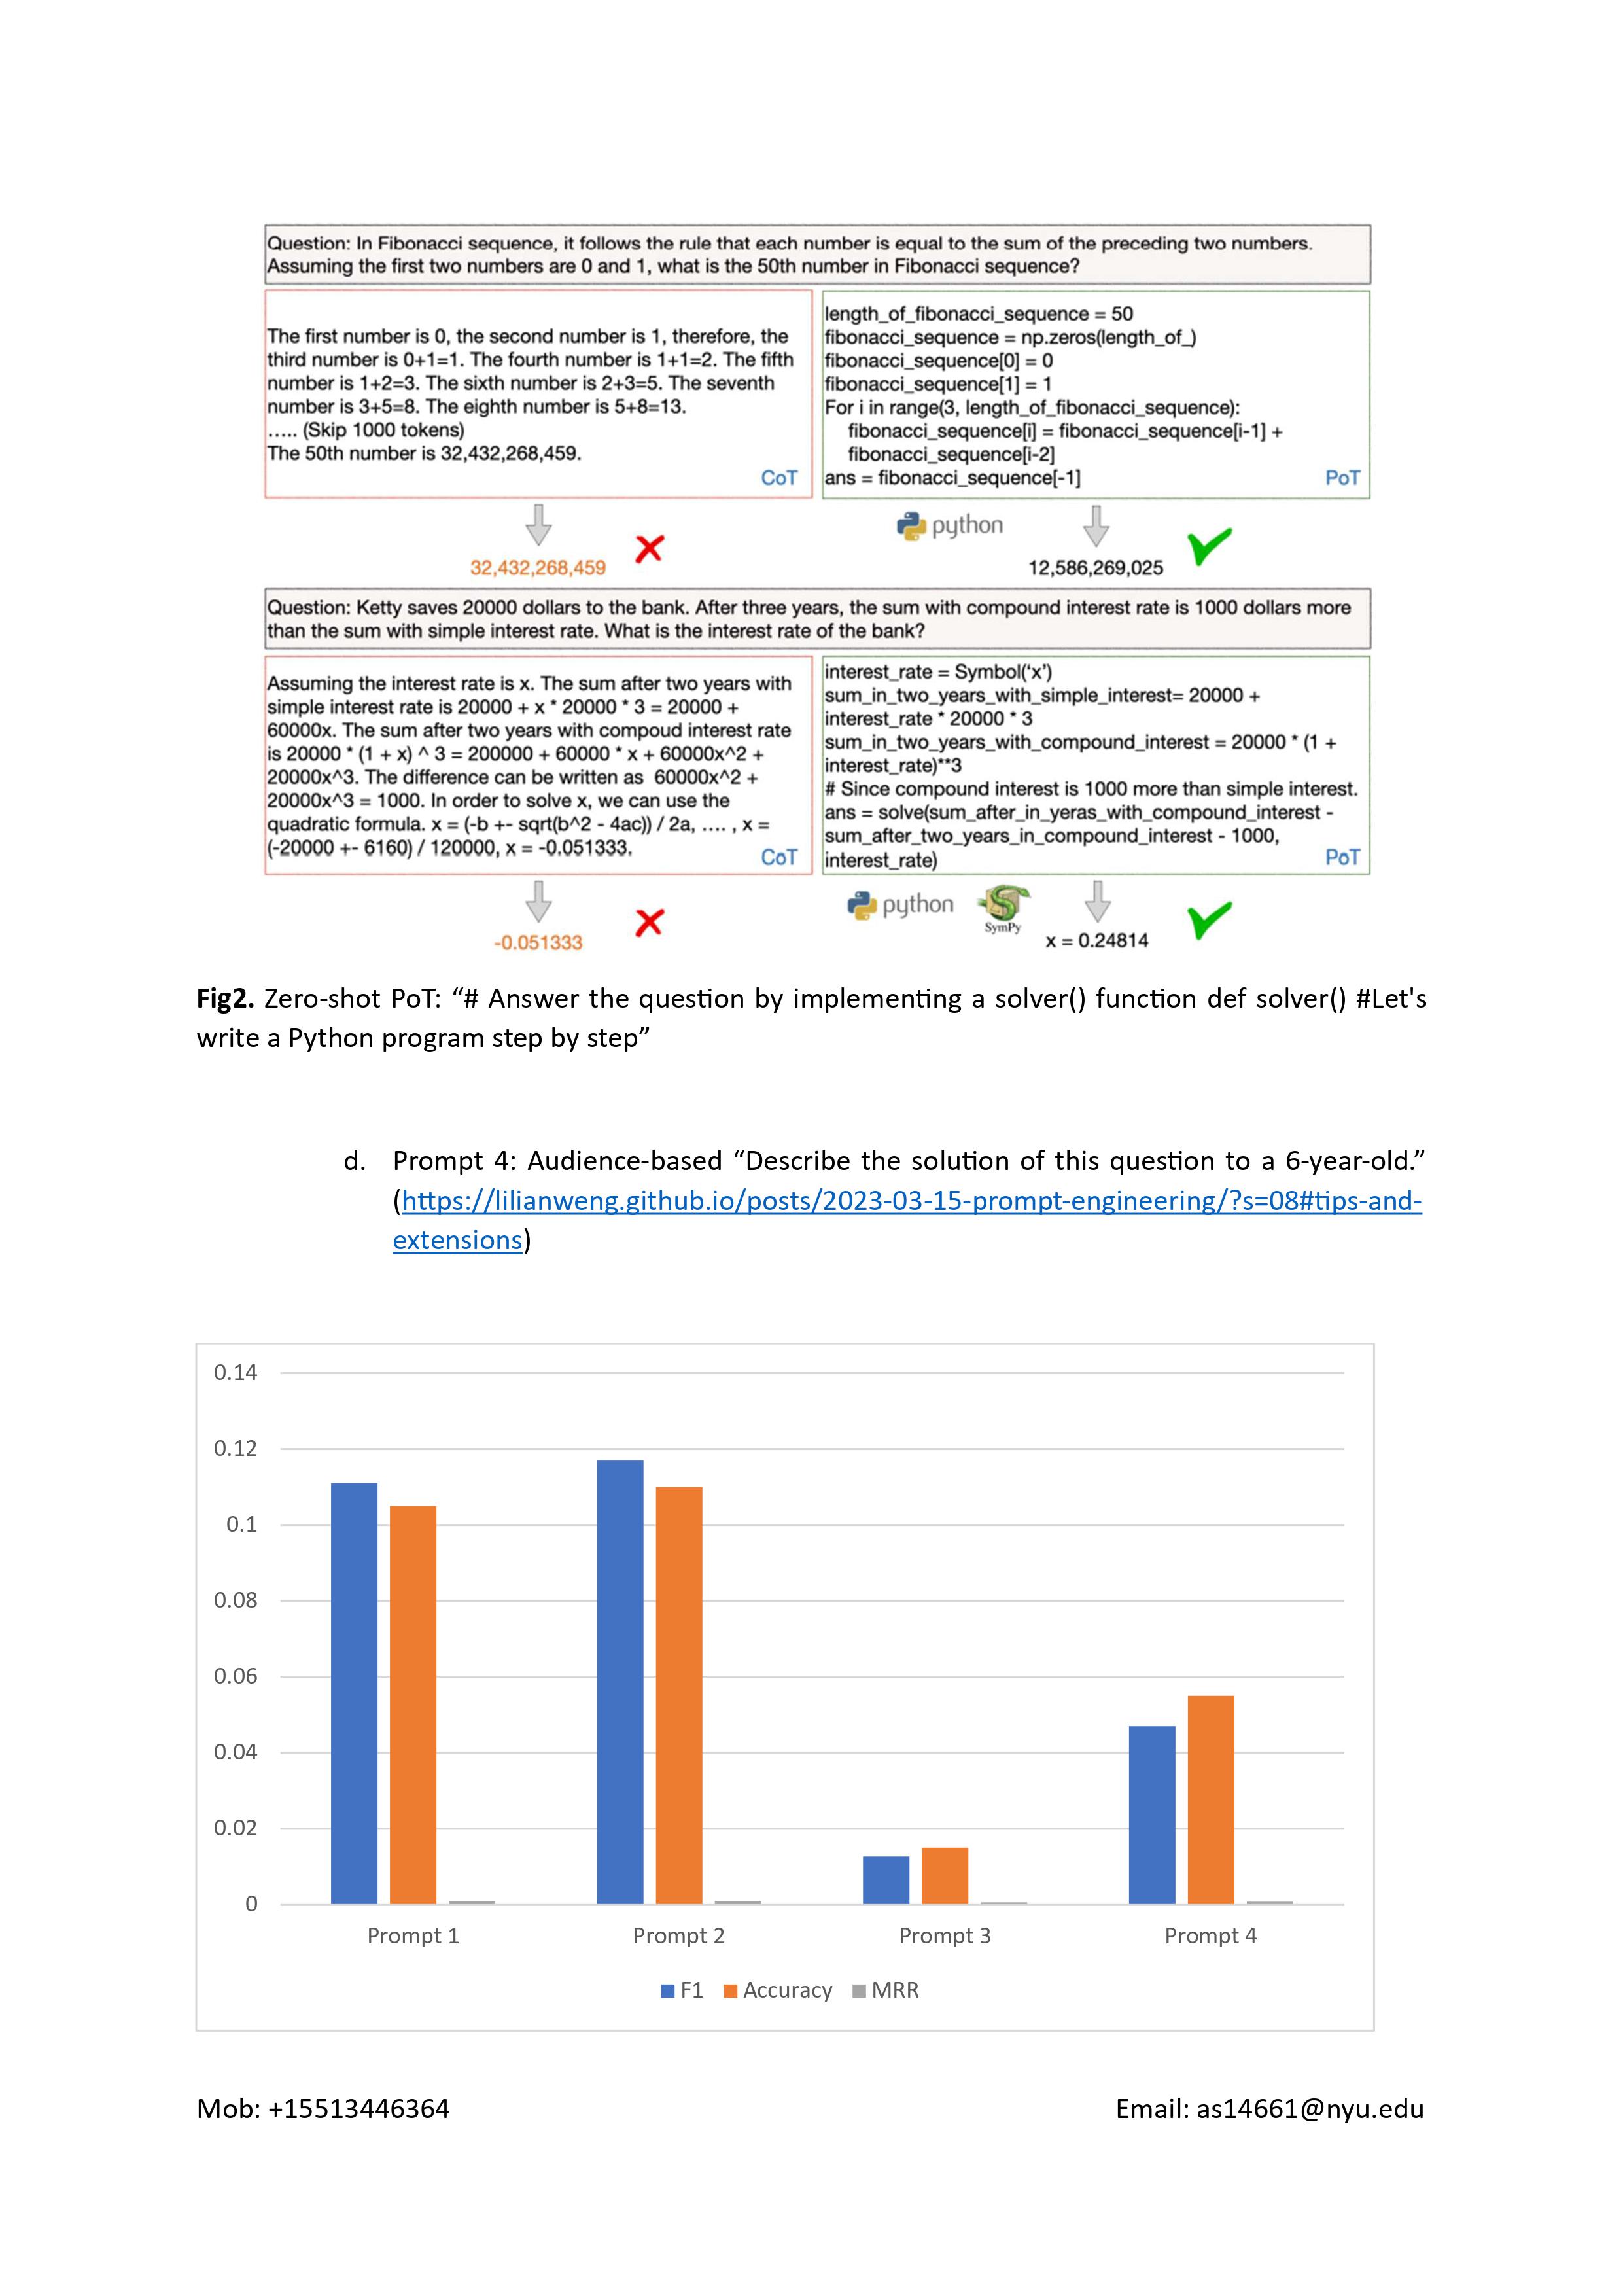 Question: In Fibonacci sequence, it follows the rule that each number is equal to the sum of the preceding two numbers.
Assuming the first two numbers are 0 and 1, what is the 50th number in Fibonacci sequence?
The first number is 0, the second number is 1, therefore, the
third number is 0+1=1. The fourth number is 1+1=2. The fifth
number is 1+2=3. The sixth number is 2+3=5. The seventh
number is 3+5=8. The eighth number is 5+8=13.
..... (Skip 1000 tokens)
The 50th number is 32,432,268,459.
CoT
length_of_fibonacci_sequence = 50
fibonacci_sequence = np.zeros(length_of_)
fibonacci_sequence[0] = 0
fibonacci_sequence[1] = 1
For i in range(3, length_of_fibonacci_sequence):
fibonacci_sequence[i] = fibonacci_sequence[i-1] +
fibonacci_sequence[i-2]
ans = fibonacci_sequence[-1]
PoT
32,432,268,459
python
12,586,269,025
Question: Ketty saves 20000 dollars to the bank. After three years, the sum with compound interest rate is 1000 dollars more
than the sum with simple interest rate. What is the interest rate of the bank?
Assuming the interest rate is x. The sum after two years with
simple interest rate is 20000 + x * 20000 * 3 = 20000 +
60000x. The sum after two years with compoud interest rate
is 20000 * (1 + x) ^ 3 = 200000 + 60000 * x + 60000x^2 +
20000x^3. The difference can be written as 60000x^2 +
20000x^3 = 1000. In order to solve x, we can use the
quadratic formula. x = (-b +- sqrt(b^2 - 4ac)) / 2a, .... , x =
(-20000 +- 6160) / 120000, x = -0.051333.
CoT
interest_rate = Symbol(‘x’)
sum_in_two_years_with_simple_interest= 20000 +
interest_rate * 20000 * 3
sum_in_two_years_with_compound_interest = 20000 * (1 +
interest_rate)**3
# Since compound interest is 1000 more than simple interest.
ans = solve(sum_after_in_yeras_with_compound_interest -
sum_after_two_years_in_compound_interest - 1000,
interest_rate)
PoT
-0.051333
python
SymPy
x = 0.24814
Fig2. Zero-shot PoT: “# Answer the question by implementing a solver() function def solver() #Let's
write a Python program step by step”
d. Prompt 4: Audience-based “Describe the solution of this question to a 6-year-old.”
(https://lilianweng.github.io/posts/2023-03-15-prompt-engineering/?s=08#tips-and-
extensions)
0.14
0.12
0.1
0.08
0.06
0.04
0.02
0
Prompt 1 Prompt 2 Prompt 3 Prompt 4
F1 Accuracy MRR
Mob: +15513446364 Email: as14661@nyu.edu